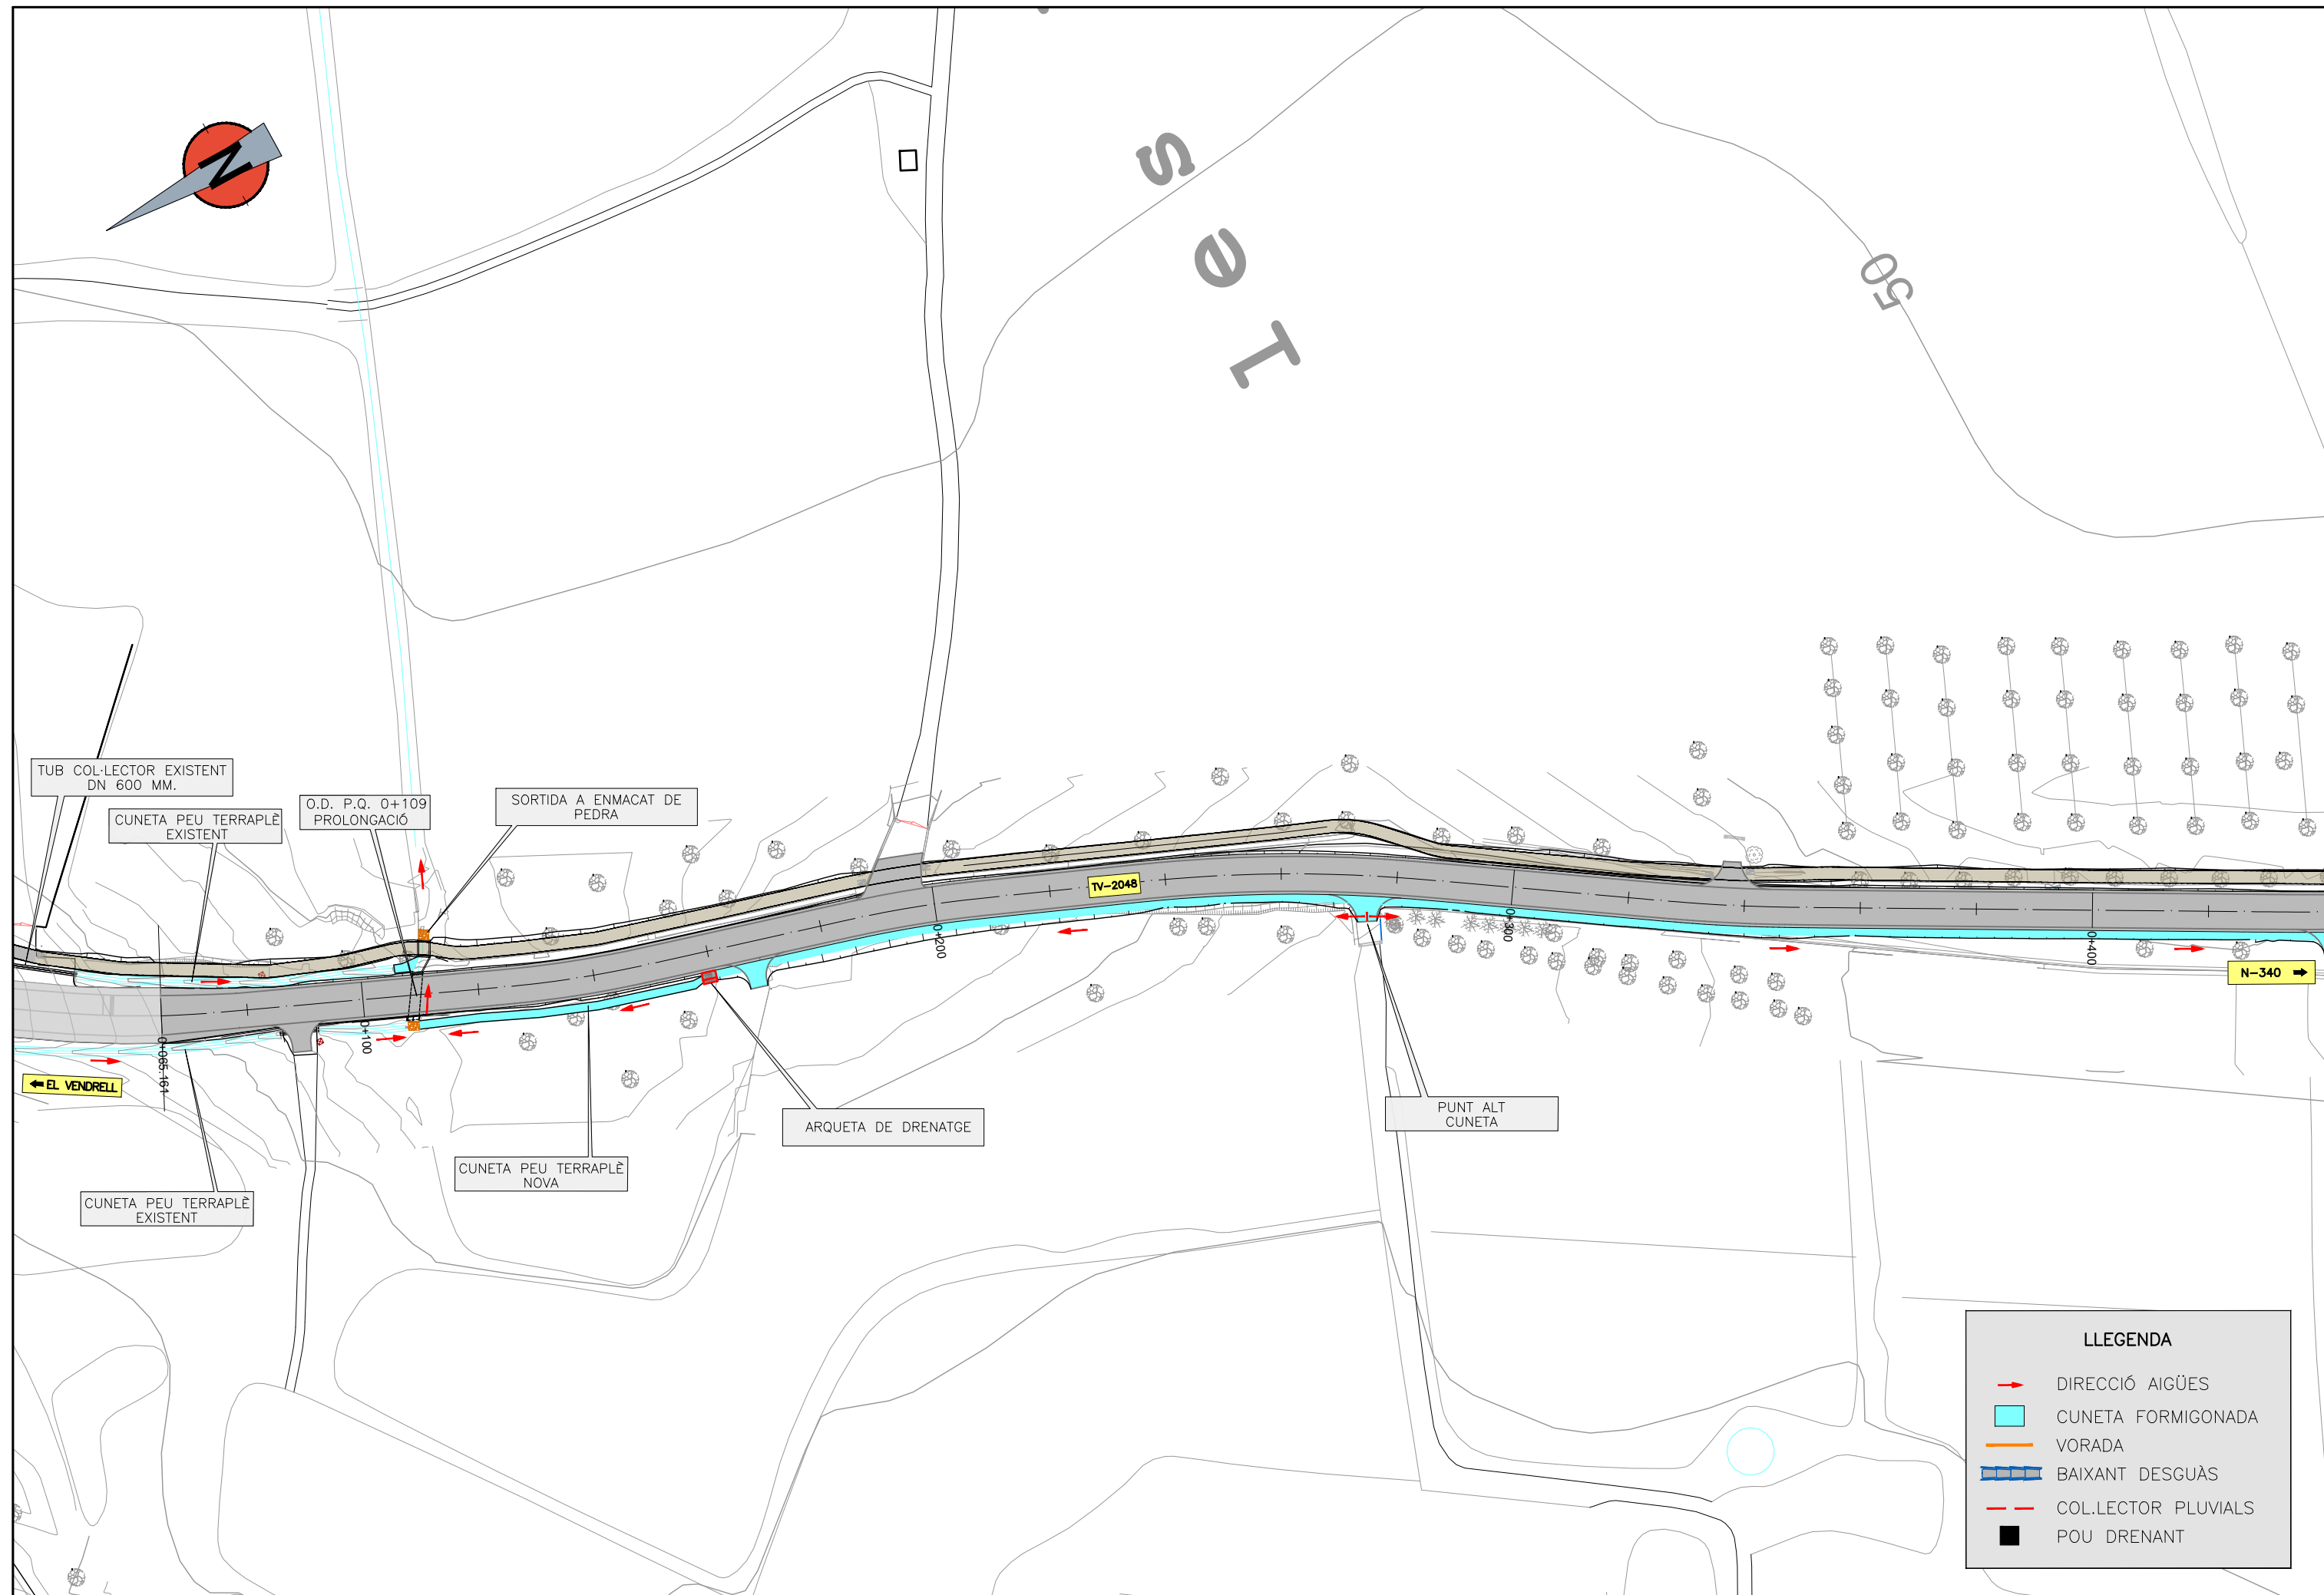 N
s
e
T
50
TUB COL·LECTOR EXISTENT
DN 600 MM.
CUNETA PEU TERRAPLÈ
EXISTENT
O.D. P.Q. 0+109
PROLONGACIÓ
SORTIDA A ENMACAT DE
PEDRA
TV-2048
0+065.161
0+100
0+200
0+300
0+400
N-340
EL VENDRELL
ARQUETA DE DRENATGE
PUNT ALT
CUNETA
CUNETA PEU TERRAPLÈ
NOVA
CUNETA PEU TERRAPLÈ
EXISTENT
LLEGENDA
DIRECCIÓ AIGÜES
CUNETA FORMIGONADA
VORADA
BAIXANT DESGUÀS
COL.LECTOR PLUVIALS
POU DRENANT